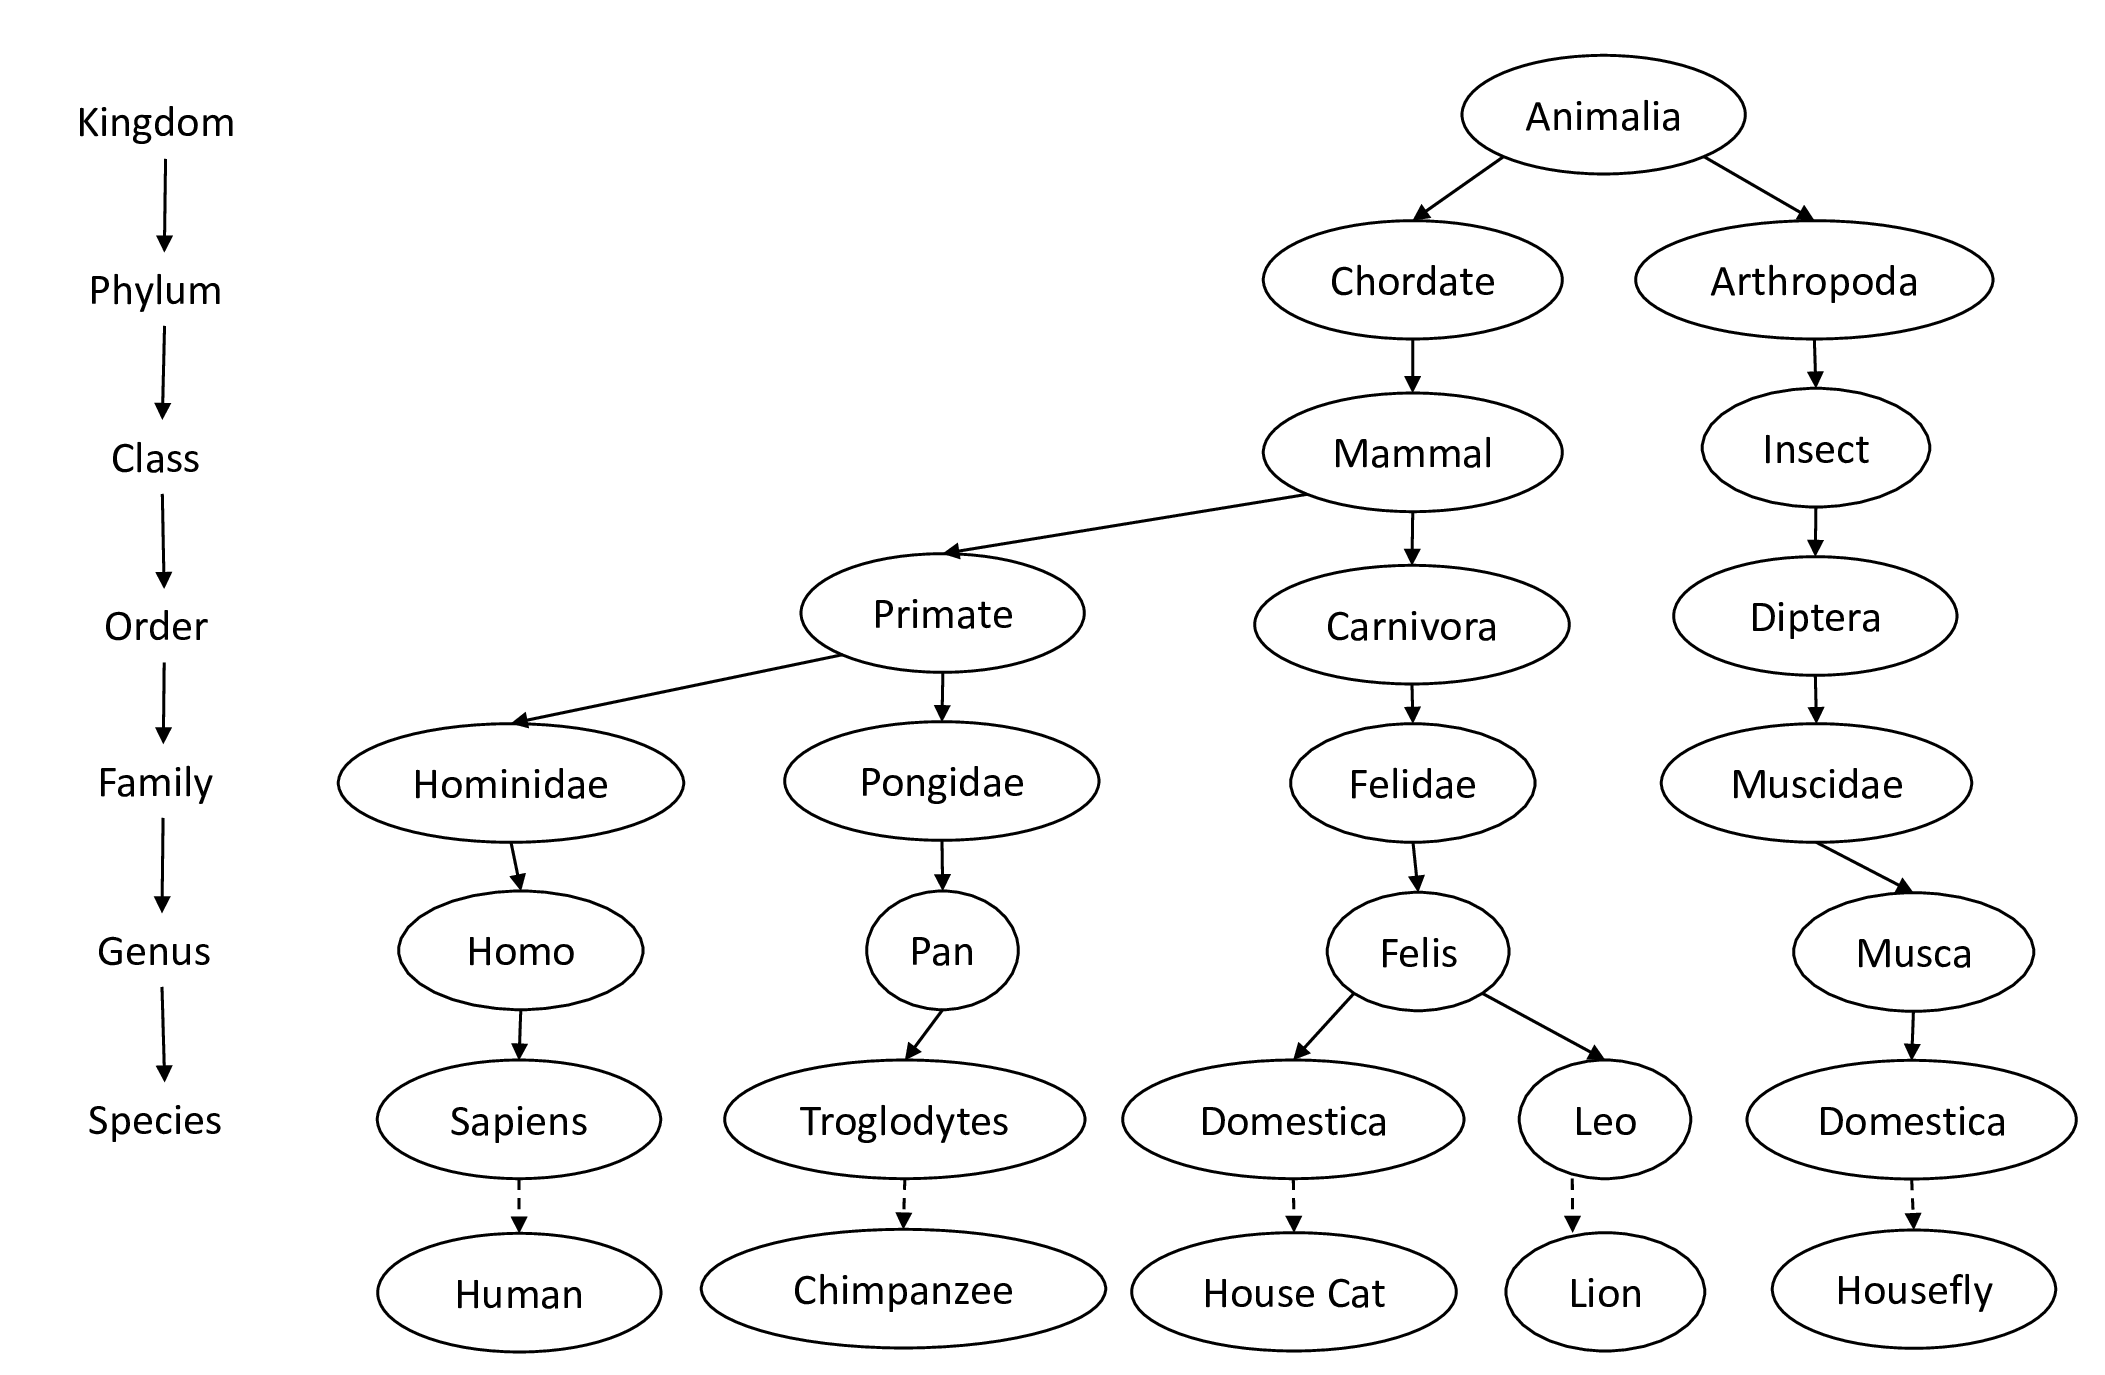 Kingdom
Animalia
Phylum
Chordate
Arthropoda
Class
Mammal
Insect
Order
Primate
Carnivora
Diptera
Family
Hominidae
Pongidae
Felidae
Muscidae
Genus
Homo
Pan
Felis
Musca
Species
Sapiens
Troglodytes
Domestica
Leo
Domestica
Human
Chimpanzee
House Cat
Lion
Housefly